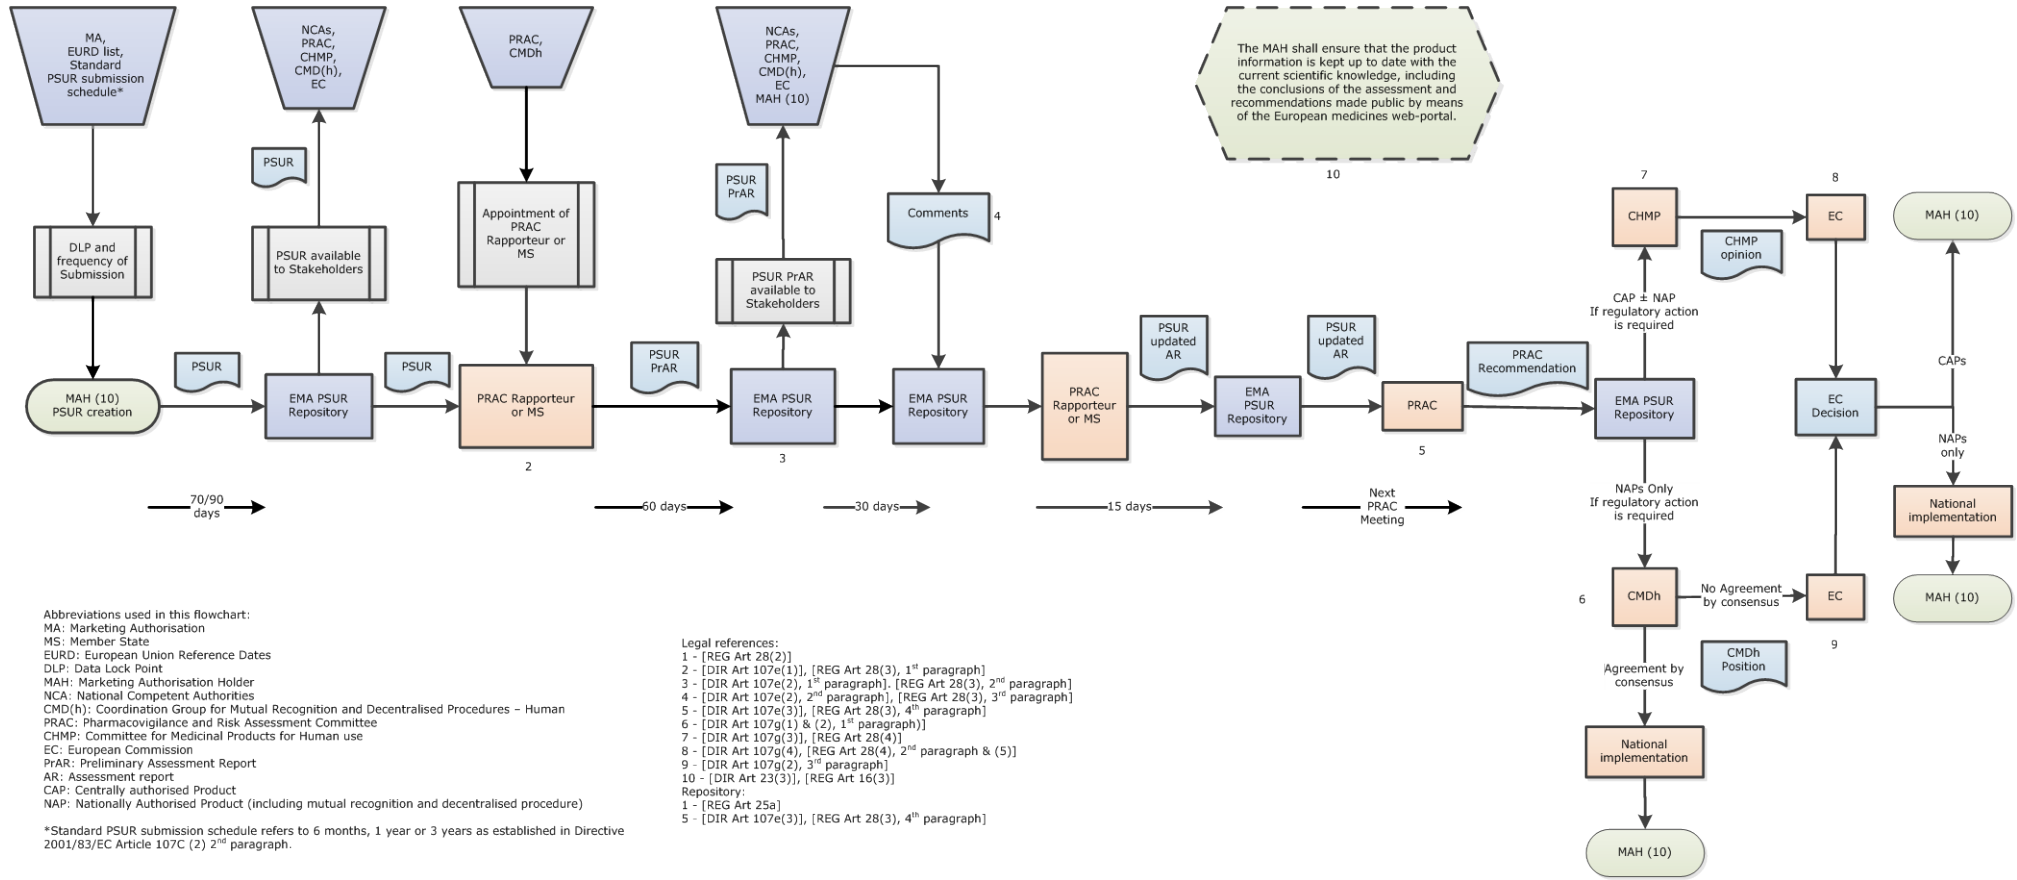 MA,
EURD list,
Standard
PSUR submission
schedule*
NCAs,
PRAC,
CHMP,
CMD(h),
EC
PRAC,
CMDh
NCAs,
PRAC,
CHMP,
CMD(h),
EC
MAH (10)
The MAH shall ensure that the product
information is kept up to date with the
current scientific knowledge, including
the conclusions of the assessment and
recommendations made public by means
of the European medicines web-portal.
10
PSUR
PSUR
PrAR
DLP and
frequency of
Submission
PSUR available
to Stakeholders
Appointment of
PRAC
Rapporteur or
MS
PSUR PrAR
available to
Stakeholders
Comments
4
7
CHMP
CHMP
opinion
8
EC
MAH (10)
CAP ± NAP
If regulatory action
is required
MAH (10)
PSUR creation
PSUR
EMA PSUR
Repository
PSUR
PRAC Rapporteur
or MS
2
PSUR
PrAR
EMA PSUR
Repository
3
EMA PSUR
Repository
PRAC
Rapporteur
or MS
PSUR
updated
AR
EMA
PSUR
Repository
PSUR
updated
AR
PRAC
5
PRAC
Recommendation
EMA PSUR
Repository
EC
Decision
CAPs
NAPs
only
National
implementation
MAH (10)
70/90
days
60 days
30 days
15 days
Next
PRAC
Meeting
NAPs Only
If regulatory action
is required
6
CMDh
No Agreement
by consensus
EC
9
Agreement by
consensus
CMDh
Position
National
implementation
MAH (10)
Abbreviations used in this flowchart:
MA: Marketing Authorisation
MS: Member State
EURD: European Union Reference Dates
DLP: Data Lock Point
MAH: Marketing Authorisation Holder
NCA: National Competent Authorities
CMD(h): Coordination Group for Mutual Recognition and Decentralised Procedures – Human
PRAC: Pharmacovigilance and Risk Assessment Committee
CHMP: Committee for Medicinal Products for Human use
EC: European Commission
PrAR: Preliminary Assessment Report
AR: Assessment report
CAP: Centrally authorised Product
NAP: Nationally Authorised Product (including mutual recognition and decentralised procedure)
*Standard PSUR submission schedule refers to 6 months, 1 year or 3 years as established in Directive
2001/83/EC Article 107C (2) 2nd paragraph.
Legal references:
1 - [REG Art 28(2)]
2 - [DIR Art 107e(1)], [REG Art 28(3), 1st paragraph]
3 - [DIR Art 107e(2), 1st paragraph]. [REG Art 28(3), 2nd paragraph]
4 - [DIR Art 107e(2), 2nd paragraph], [REG Art 28(3), 3rd paragraph]
5 - [DIR Art 107e(3)], [REG Art 28(3), 4th paragraph]
6 - [DIR Art 107g(1) & (2), 1st paragraph)]
7 - [DIR Art 107g(3)], [REG Art 28(4)]
8 - [DIR Art 107g(4), [REG Art 28(4), 2nd paragraph & (5)]
9 - [DIR Art 107g(2), 3rd paragraph]
10 - [DIR Art 23(3)], [REG Art 16(3)]
Repository:
1 - [REG Art 25a]
5 - [DIR Art 107e(3)], [REG Art 28(3), 4th paragraph]